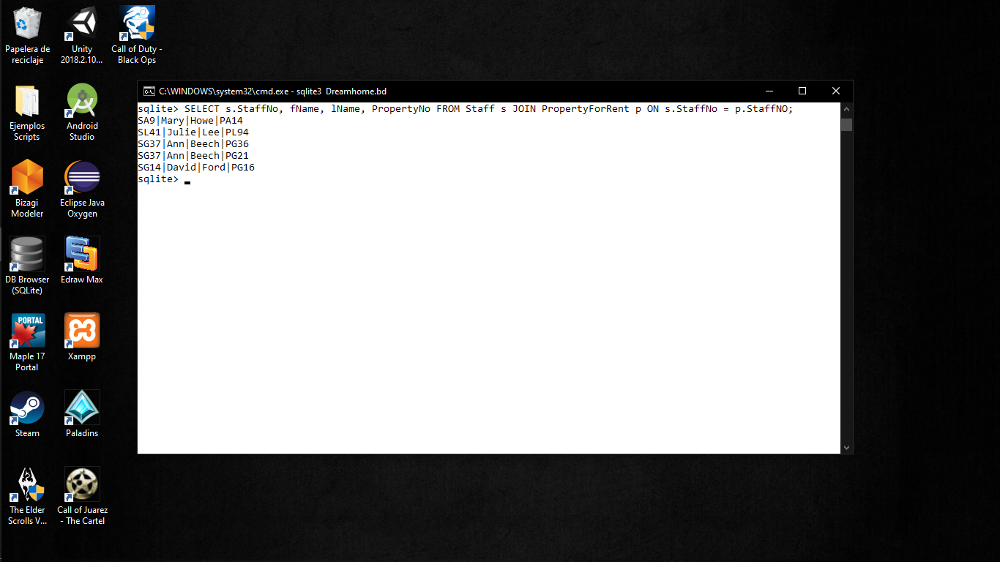 Papelera de
reciclaje
Unity
2018.2.10...
Call of Duty -
Black Ops
Ejemplos
Scripts
Android
Studio
Bizagi
Modeler
Eclipse Java
Oxygen
DB Browser
(SQLite)
Edraw Max
PORTAL
Maple 17
Portal
Xampp
Steam
Paladins
The Elder
Scrolls V...
Call of Juarez
- The Cartel
C:\WINDOWS\system32\cmd.exe - sqlite3 Dreamhome.bd
sqlite> SELECT s.StaffNo, fName, lName, PropertyNo FROM Staff s JOIN PropertyForRent p ON s.StaffNo = p.StaffNO;
SA9|Mary|Howe|PA14
SL41|Julie|Lee|PL94
SG37|Ann|Beech|PG36
SG37|Ann|Beech|PG21
SG14|David|Ford|PG16
sqlite>